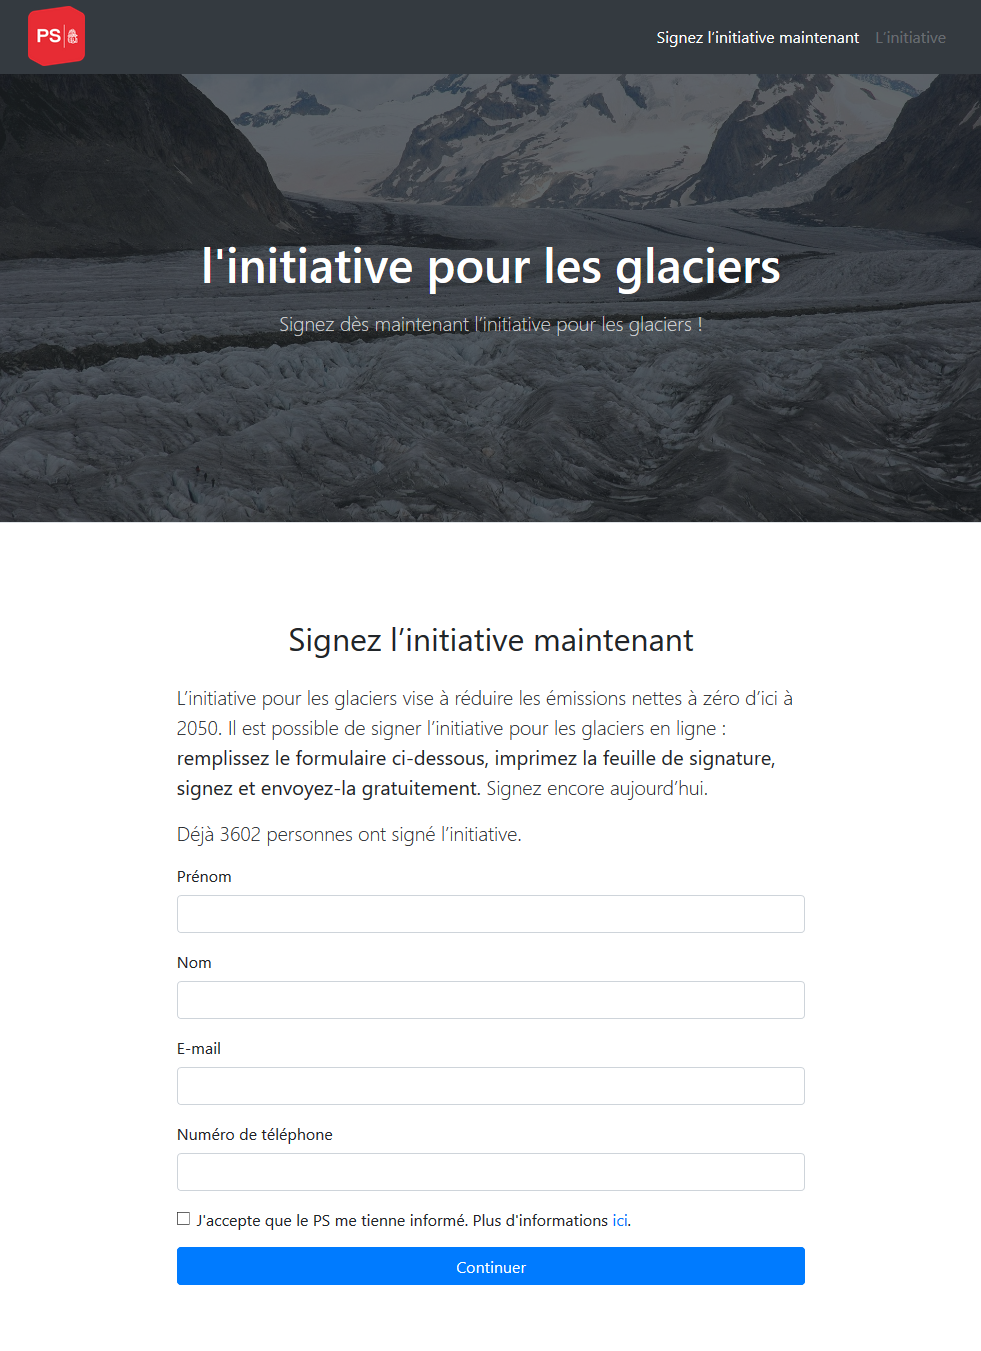 PS
Signez l’initiative maintenant L’initiative
l'initiative pour les glaciers
Signez dès maintenant l’initiative pour les glaciers !
Signez l’initiative maintenant
L’initiative pour les glaciers vise à réduire les émissions nettes à zéro d’ici à
2050. Il est possible de signer l’initiative pour les glaciers en ligne :
remplissez le formulaire ci-dessous, imprimez la feuille de signature,
signez et envoyez-la gratuitement. Signez encore aujourd’hui.
Déjà 3602 personnes ont signé l’initiative.
Prénom
Nom
E-mail
Numéro de téléphone
J'accepte que le PS me tienne informé. Plus d'informations ici.
Continuer